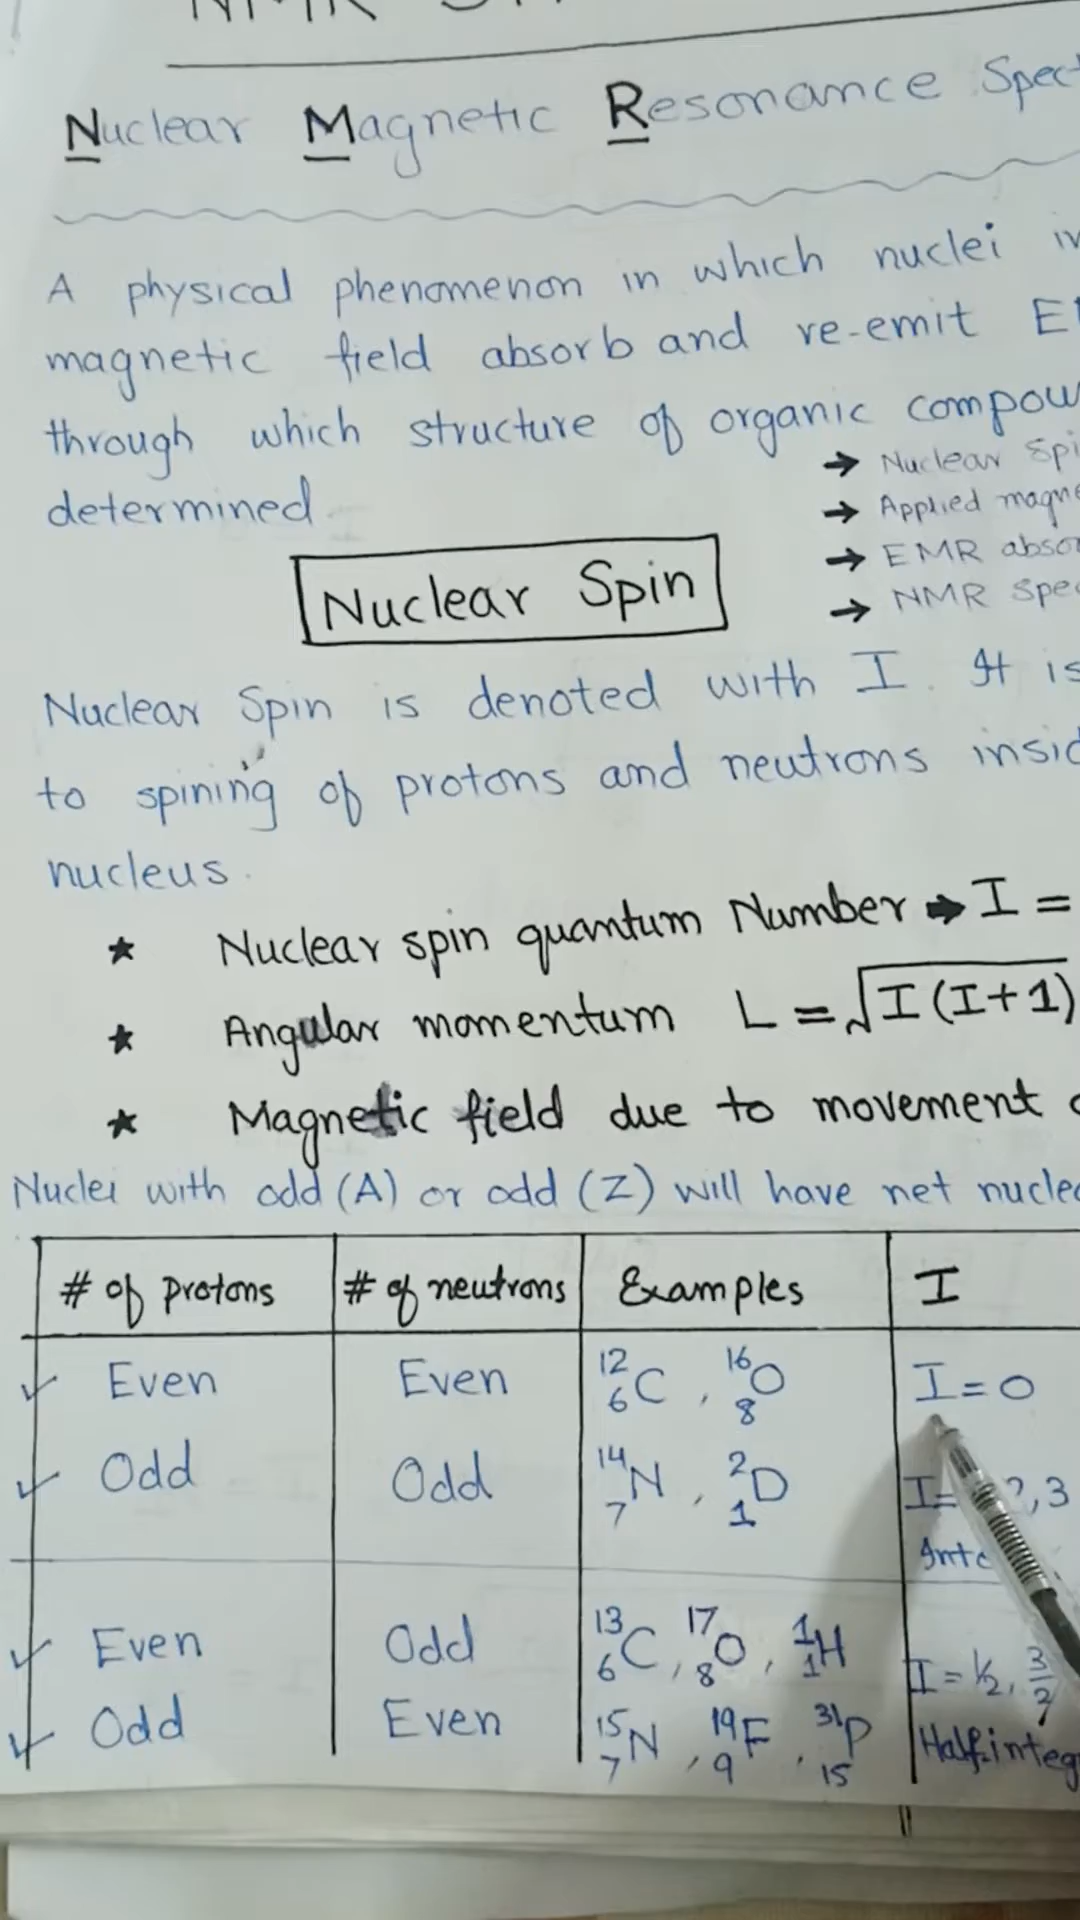 Nuclear Magnetic Resonance
A physical phenomenon in which nuclei
magnetic field absorb and re-emit
through which structure of organic
determined
→ Nuclear
→ Applied
→ EMR
→ NMR
Nuclear Spin
Nuclear Spin is denoted with I. It is
to spining of protons and neutrons
nucleus.
★ Nuclear spin quantum Number → I =
★ Angular momentum L = √I(I+1)
★ Magnetic field due to movement
Nuclei with odd (A) or odd (Z) will have net
# of protons # of neutrons Examples I
Even Even ¹²₆C, ¹⁶₈O I=0
Odd Odd ¹⁴₇N, ²₁D I= 3
Even Odd ¹³₆C, ¹⁷₈O, ¹₁H I = ½, 3/2
Odd Even ¹⁵₇N, ¹⁹₉F, ³¹₁₅P